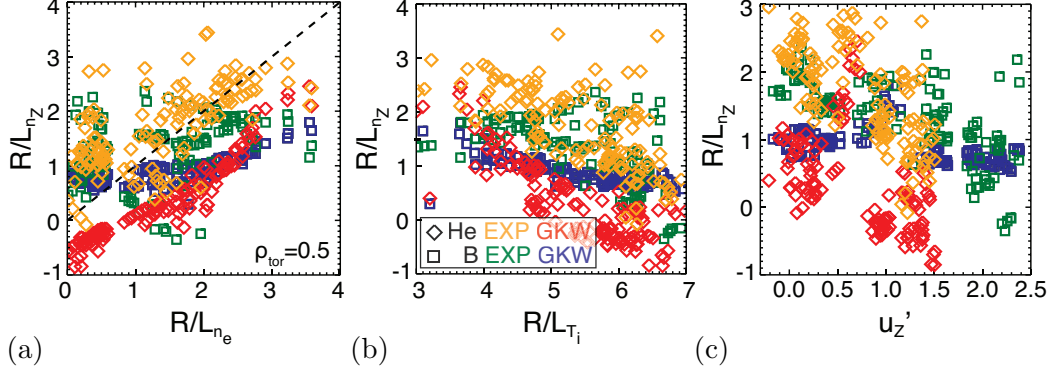 4
3
2
1
0
-1
R/L_{n_Z}
0 1 2 3 4
R/L_{n_e}
ρ_{tor}=0.5
(a)
4
3
2
1
0
-1
He EXP GKW
B EXP GKW
3 4 5 6 7
R/L_{T_i}
(b)
3
2
1
0
-1
R/L_{n_Z}
0.0 0.5 1.0 1.5 2.0 2.5
u_Z'
(c)